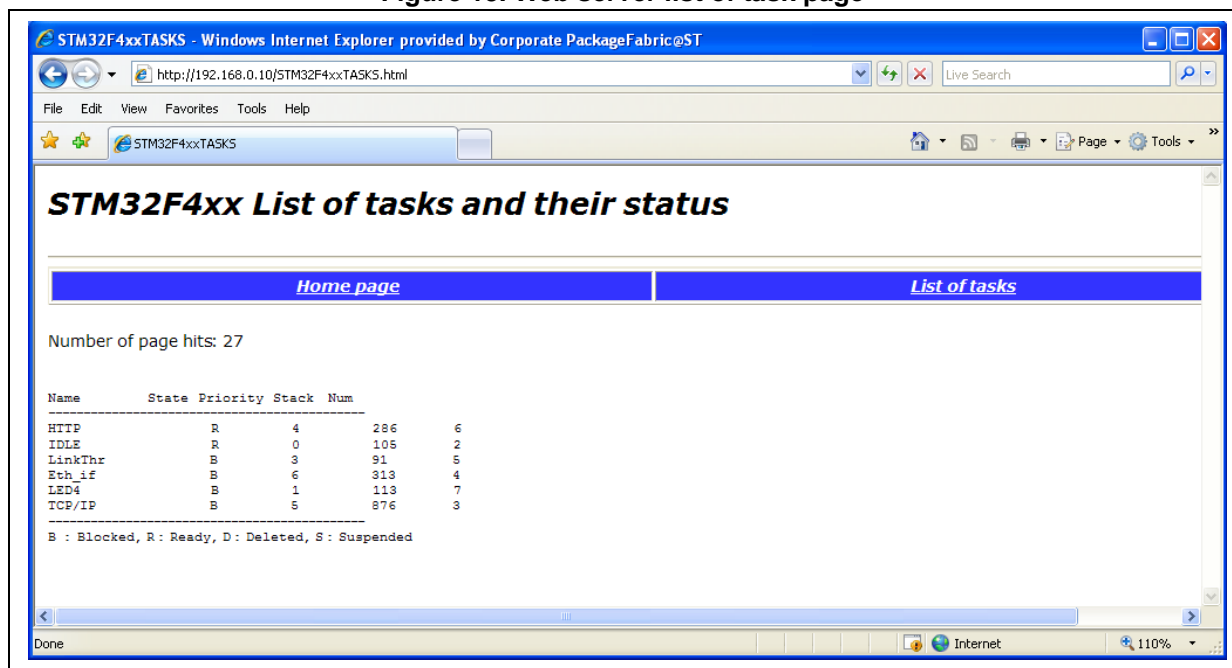 STM32F4xxTASKS - Windows Internet Explorer provided by Corporate PackageFabric@ST
http://192.168.0.10/STM32F4xxTASKS.html
Live Search
File Edit View Favorites Tools Help
STM32F4xxTASKS
Page Tools
STM32F4xx List of tasks and their status
Home page List of tasks
Number of page hits: 27
Name State Priority Stack Num
---------------------------------------------
HTTP R 4 286 6
IDLE R 0 105 2
LinkThr B 3 91 5
Eth_if B 6 313 4
LED4 B 1 113 7
TCP/IP B 5 876 3
---------------------------------------------
B : Blocked, R : Ready, D : Deleted, S : Suspended
Done Internet 110%